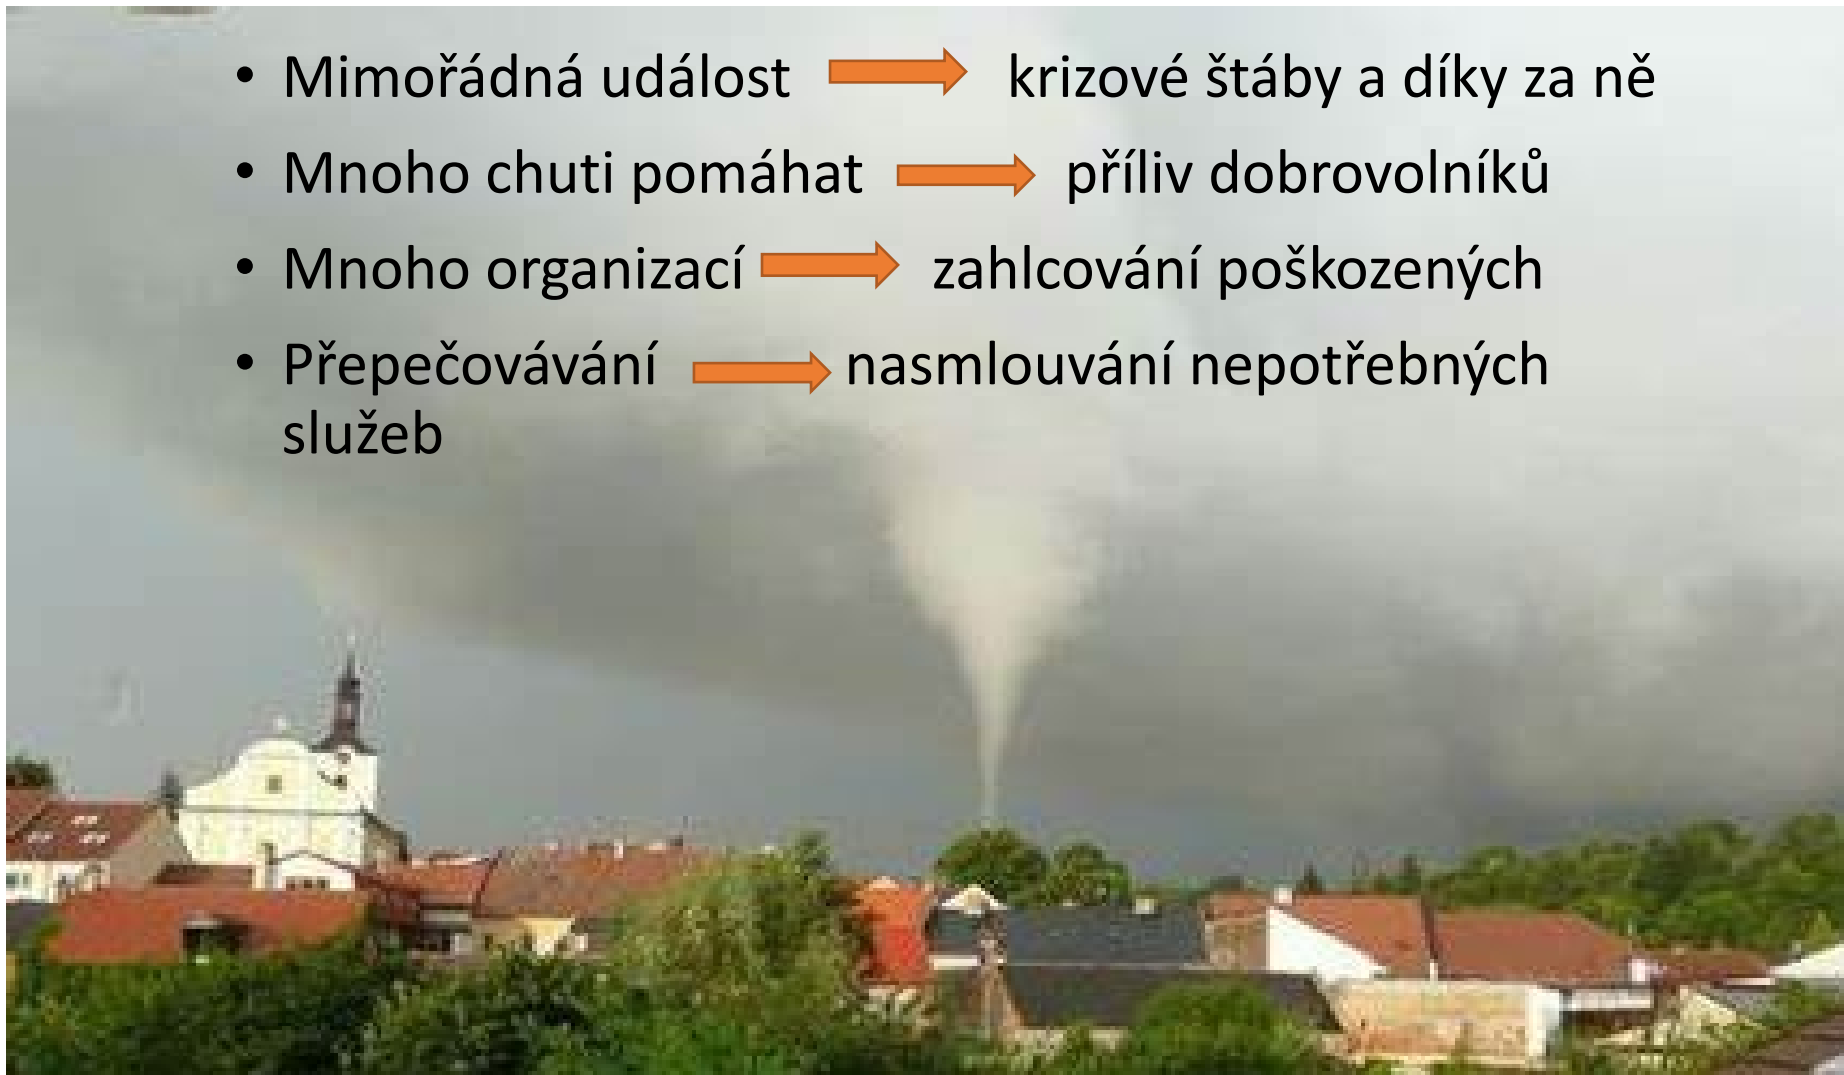 • Mimořádná událost krizové štáby a díky za ně
• Mnoho chuti pomáhat příliv dobrovolníků
• Mnoho organizací zahlcování poškozených
• Přepečovávání nasmlouvání nepotřebných
služeb